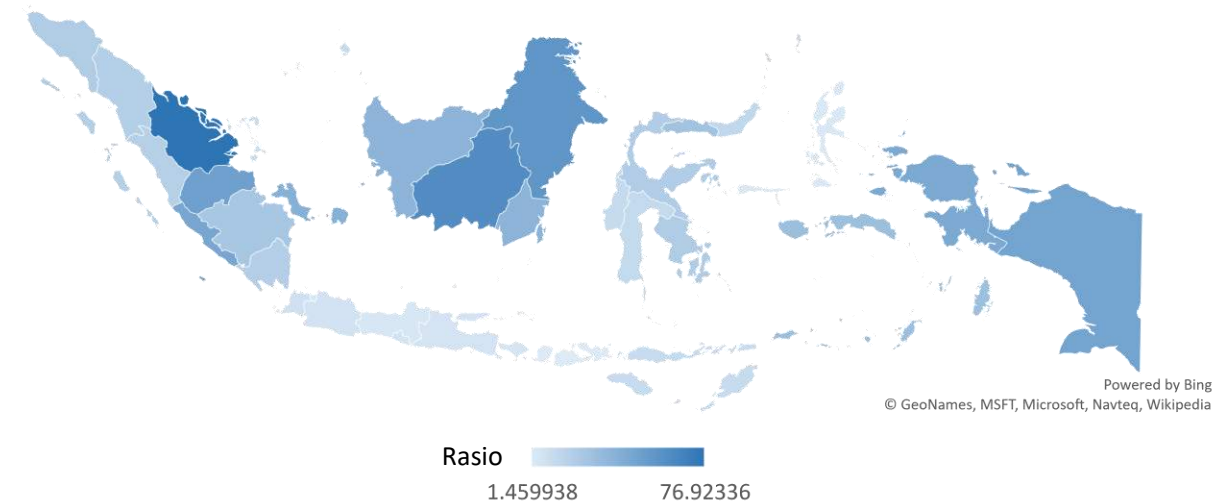 Powered by Bing
© GeoNames, MSFT, Microsoft, Navteq, Wikipedia
Rasio
1.459938 76.92336